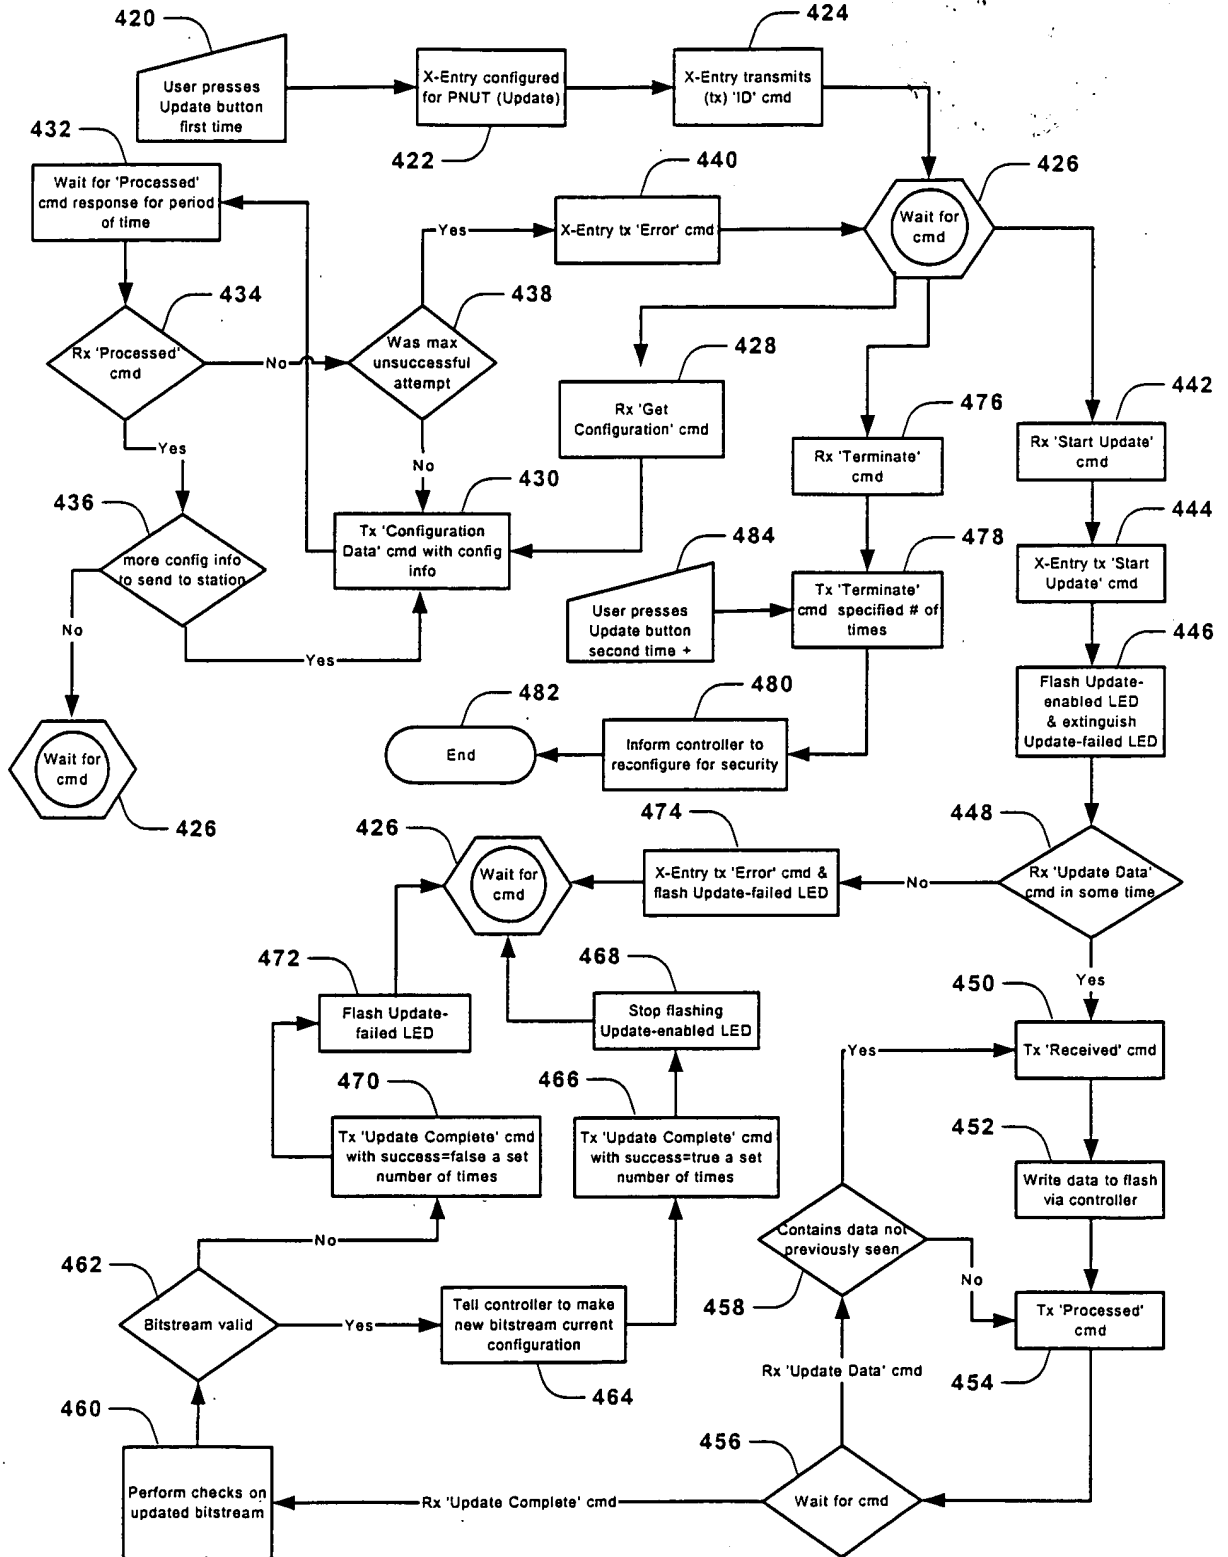 420
User presses
Update button
first time
X-Entry configured
for PNUT (Update)
422
424
X-Entry transmits
(tx) 'ID' cmd
426
Wait for
cmd
432
Wait for 'Processed'
cmd response for period
of time
440
X-Entry tx 'Error' cmd
Yes
434
Rx 'Processed'
cmd
No
438
Was max
unsuccessful
attempt
No
Yes
428
Rx 'Get
Configuration' cmd
476
Rx 'Terminate'
cmd
442
Rx 'Start Update'
cmd
436
more config info
to send to station
No
Yes
430
Tx 'Configuration
Data' cmd with config
info
484
User presses
Update button
second time +
478
Tx 'Terminate'
cmd specified # of
times
444
X-Entry tx 'Start
Update' cmd
446
Flash Update-
enabled LED
& extinguish
Update-failed LED
482
End
480
Inform controller to
reconfigure for security
Wait for
cmd
426
426
Wait for
cmd
474
X-Entry tx 'Error' cmd &
flash Update-failed LED
No
448
Rx 'Update Data'
cmd in some time
Yes
472
Flash Update-
failed LED
468
Stop flashing
Update-enabled LED
450
Tx 'Received' cmd
Yes
470
Tx 'Update Complete' cmd
with success=false a set
number of times
466
Tx 'Update Complete' cmd
with success=true a set
number of times
452
Write data to flash
via controller
Contains data not
previously seen
458
No
Tx 'Processed'
cmd
454
462
Bitstream valid
No
Yes
Tell controller to make
new bitstream current
configuration
464
Rx 'Update Data' cmd
460
Perform checks on
updated bitstream
Rx 'Update Complete' cmd
456
Wait for cmd